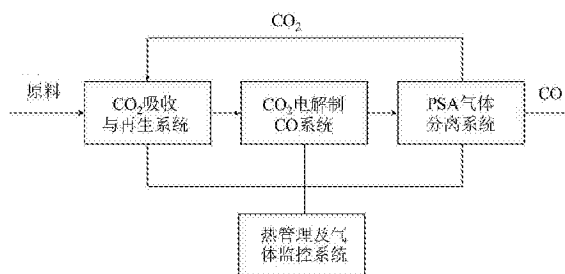 CO₂
原料
CO₂吸收
与再生系统
CO₂电解制
CO系统
PSA气体
分离系统
CO
热管理及气
体监控系统